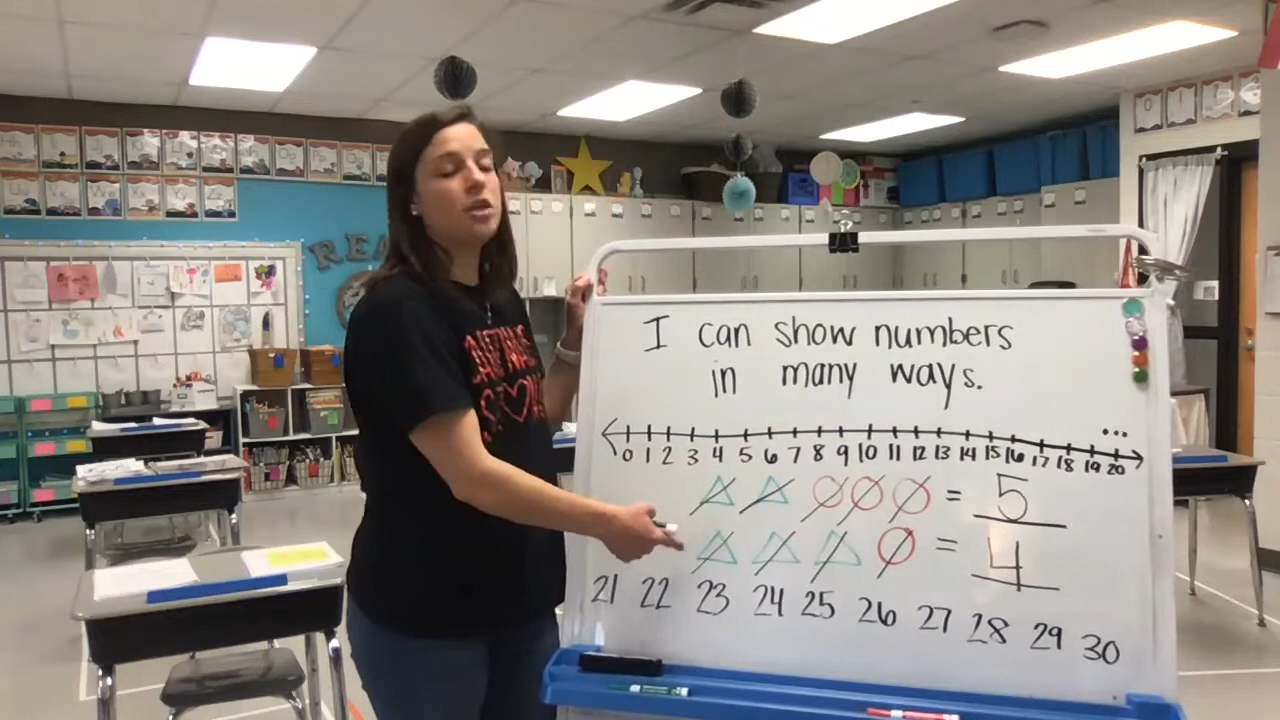 I can show numbers
in many ways.
...
0 1 2 3 4 5 6 7 8 9 10 11 12 13 14 15 16 17 18 19 20
= 5
= 4
21 22 23 24 25 26 27 28 29 30
REA